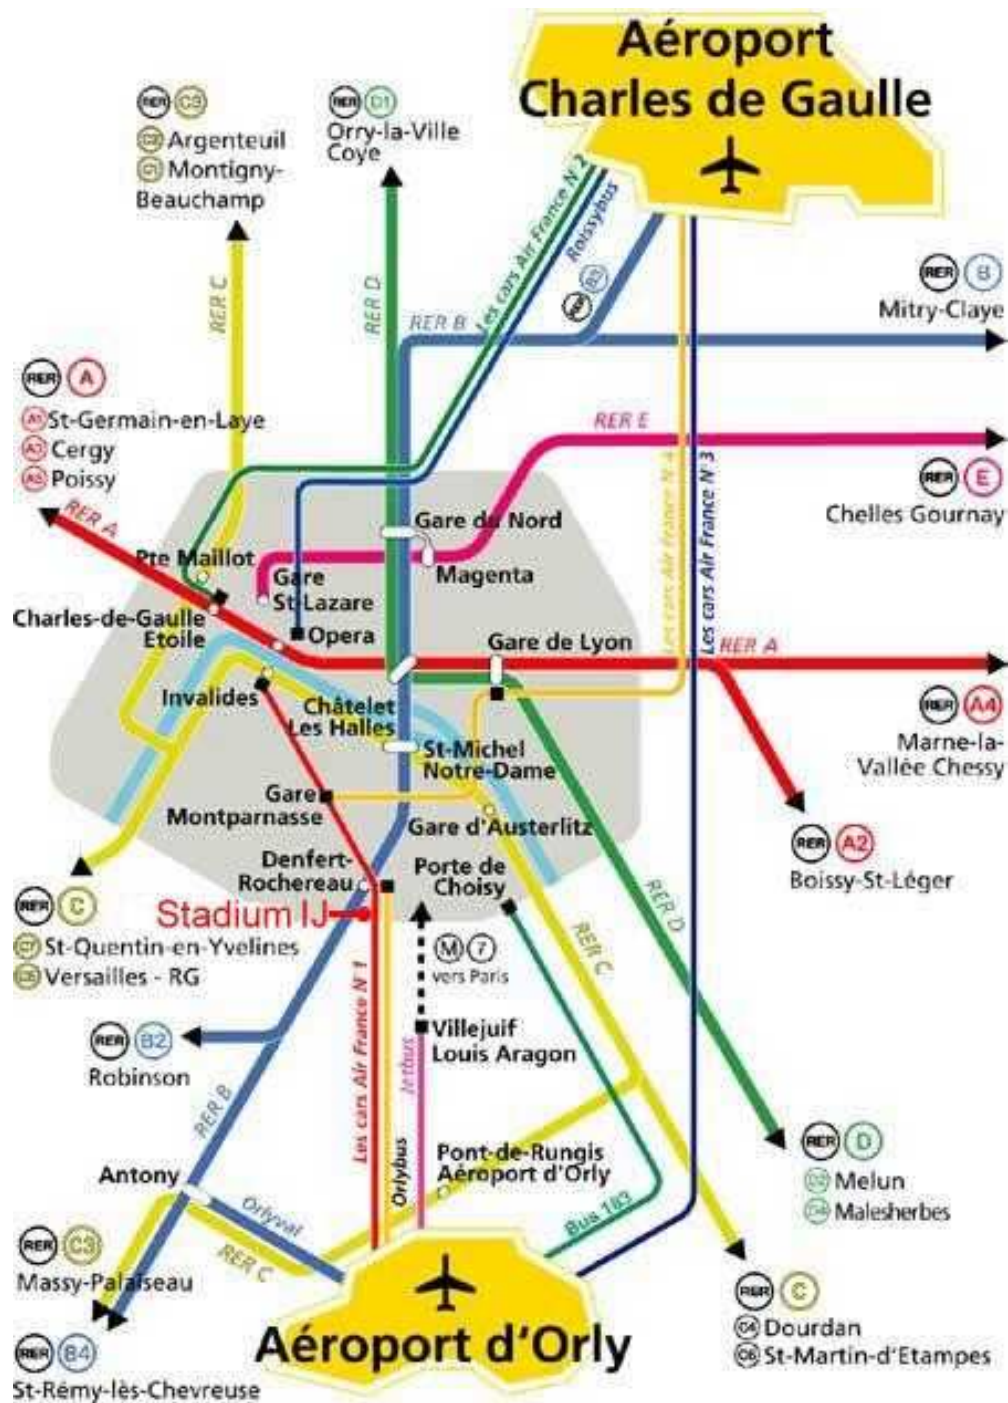 Aéroport
Charles de Gaulle
RER C3
Argenteuil
C1 Montigny-
Beauchamp
RER D1
Orry-la-Ville
Coye
Les cars Air France N°2
Roissybus
RER B3
RER C
RER D
RER B
RER B
Mitry-Claye
RER A
A1 St-Germain-en-Laye
A3 Cergy
A5 Poissy
RER A
RER E
RER E
Chelles Gournay
Les cars Air France N°4
Les cars Air France N°3
Gare du Nord
Magenta
Pte Maillot
Gare
St-Lazare
Charles-de-Gaulle
Etoile
Opera
Gare de Lyon
RER A
Invalides
Châtelet
Les Halles
St-Michel
Notre-Dame
RER A4
Marne-la-
Vallée Chessy
Gare
Montparnasse
Gare d'Austerlitz
RER A2
Boissy-St-Léger
Denfert-
Rochereau
Porte de
Choisy
Stadium IJ
RER C
C7 St-Quentin-en-Yvelines
C5 Versailles - RG
M 7
vers Paris
RER C
RER D
Les cars Air France N°1
Villejuif
Louis Aragon
Jetbus
RER B2
Robinson
RER B
Orlybus
Pont-de-Rungis
Aéroport d'Orly
Antony
Orlyval
RER C
Bus 183
RER D
D2 Melun
D4 Malesherbes
RER C3
Massy-Palaiseau
RER B4
St-Rémy-lès-Chevreuse
Aéroport d'Orly
RER C
C4 Dourdan
C6 St-Martin-d'Etampes